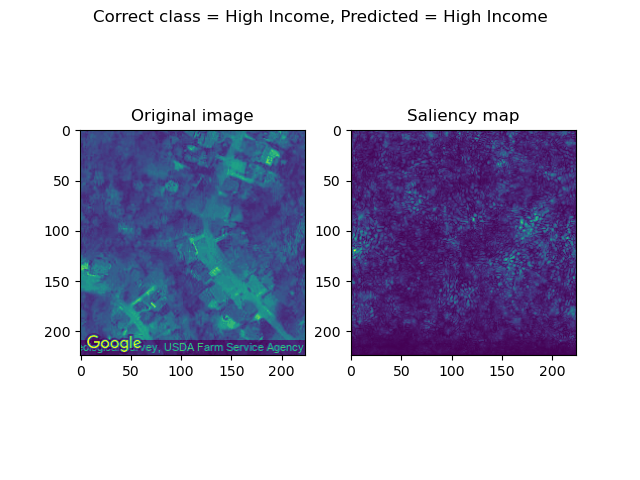 Correct class = High Income, Predicted = High Income
Original image
Saliency map
0
50
100
150
200
0
50
100
150
200
Google
Survey, USDA Farm Service Agency
0 50 100 150 200
0 50 100 150 200